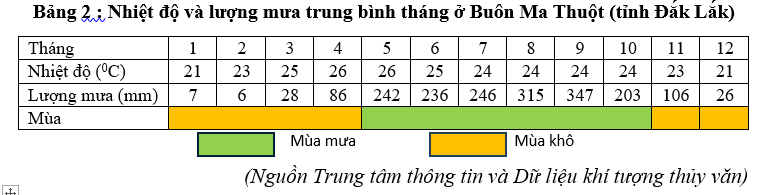 Bảng 2 : Nhiệt độ và lượng mưa trung bình tháng ở Buôn Ma Thuột (tỉnh Đắk Lắk)
Tháng 1 2 3 4 5 6 7 8 9 10 11 12
Nhiệt độ (⁰C) 21 23 25 26 26 25 24 24 24 24 23 21
Lượng mưa (mm) 7 6 28 86 242 236 246 315 347 203 106 26
Mùa
Mùa mưa Mùa khô
(Nguồn Trung tâm thông tin và Dữ liệu khí tượng thủy văn)